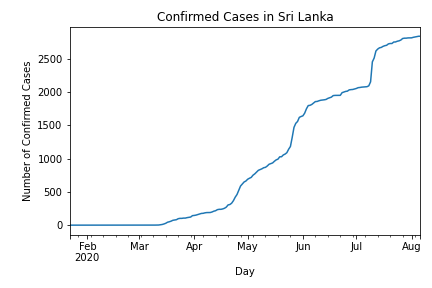 Confirmed Cases in Sri Lanka
Number of Confirmed Cases
2500
2000
1500
1000
500
0
Feb Mar Apr May Jun Jul Aug
2020
Day